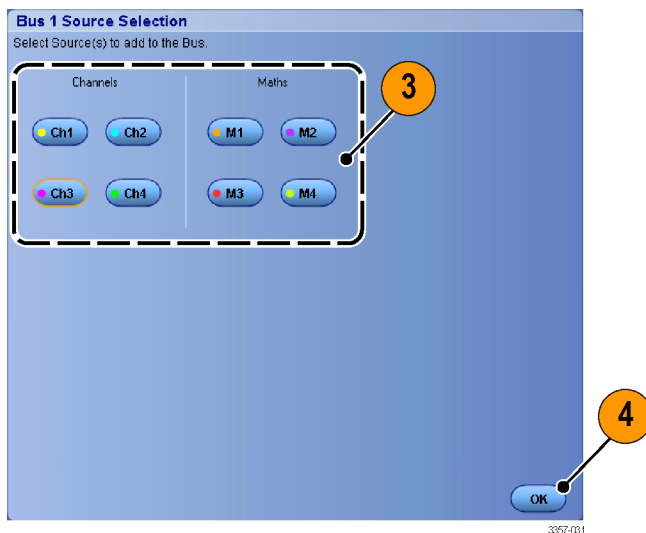 Bus 1 Source Selection
Select Source(s) to add to the Bus.
Channels Maths
3
Ch1 Ch2 M1 M2
Ch3 Ch4 M3 M4
4
OK
3357-031